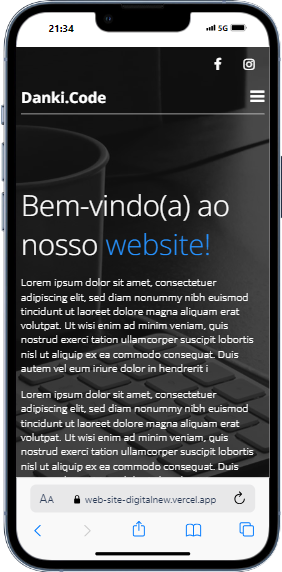 21:34
5G
Danki.Code
Bem-vindo(a) ao
nosso website!
Lorem ipsum dolor sit amet, consectetuer
adipiscing elit, sed diam nonummy nibh euismod
tincidunt ut laoreet dolore magna aliquam erat
volutpat. Ut wisi enim ad minim veniam, quis
nostrud exerci tation ullamcorper suscipit lobortis
nisl ut aliquip ex ea commodo consequat. Duis
autem vel eum iriure dolor in hendrerit i
Lorem ipsum dolor sit amet, consectetuer
adipiscing elit, sed diam nonummy nibh euismod
tincidunt ut laoreet dolore magna aliquam erat
volutpat. Ut wisi enim ad minim veniam, quis
nostrud exerci tation ullamcorper suscipit lobortis
nisl ut aliquip ex ea commodo consequat. Duis
AA web-site-digitalnew.vercel.app